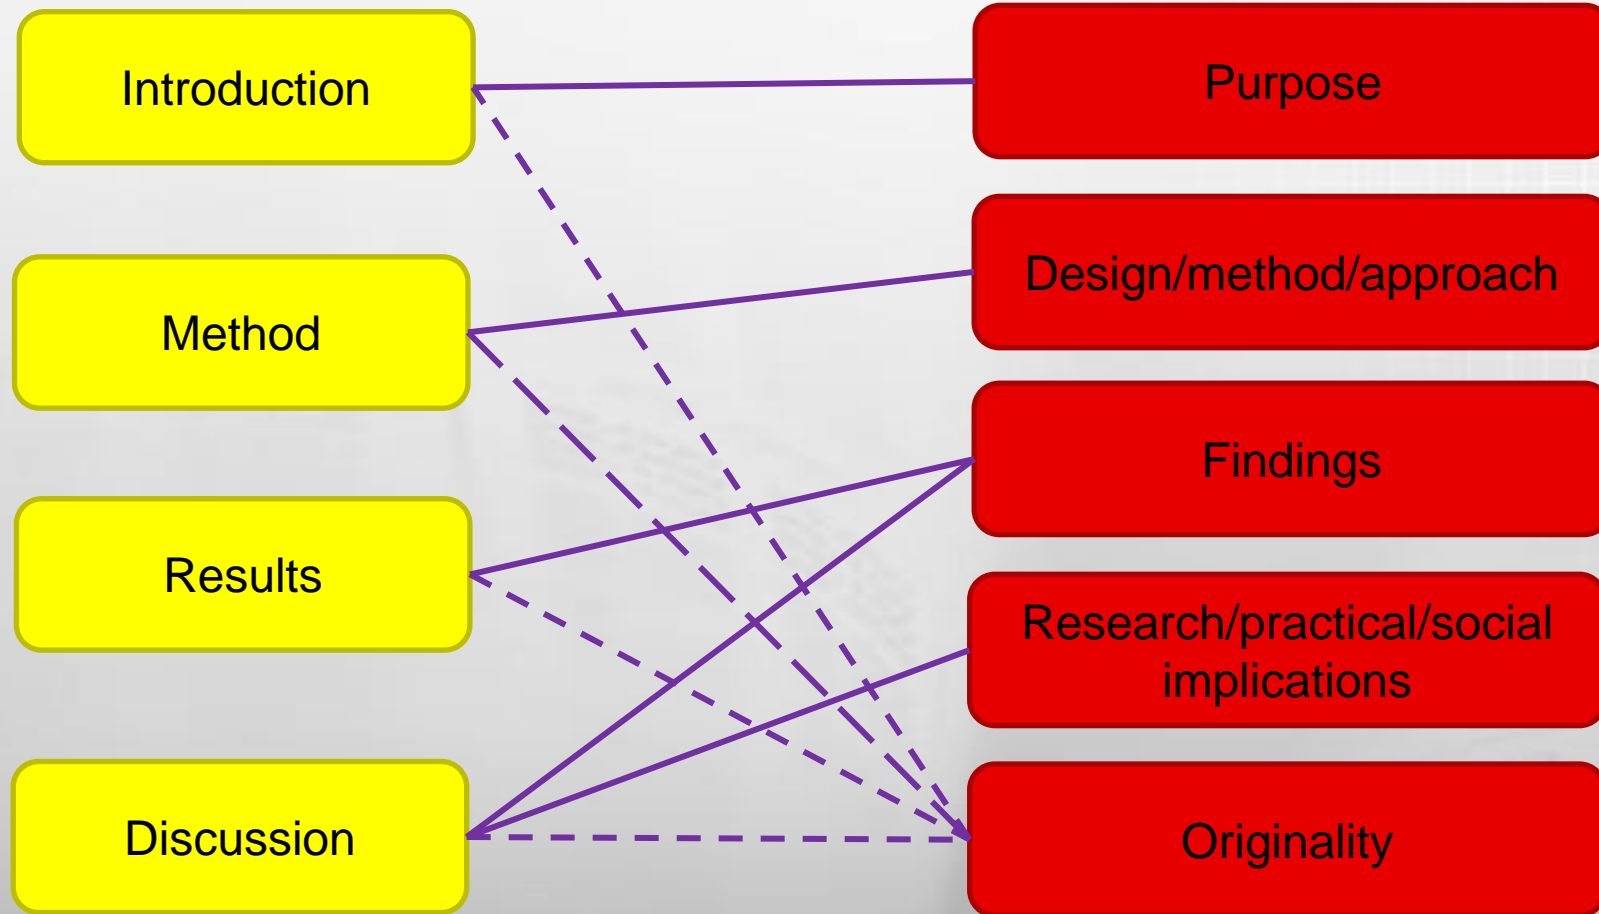 Introduction
Purpose
Method
Design/method/approach
Results
Findings
Research/practical/social
implications
Discussion
Originality